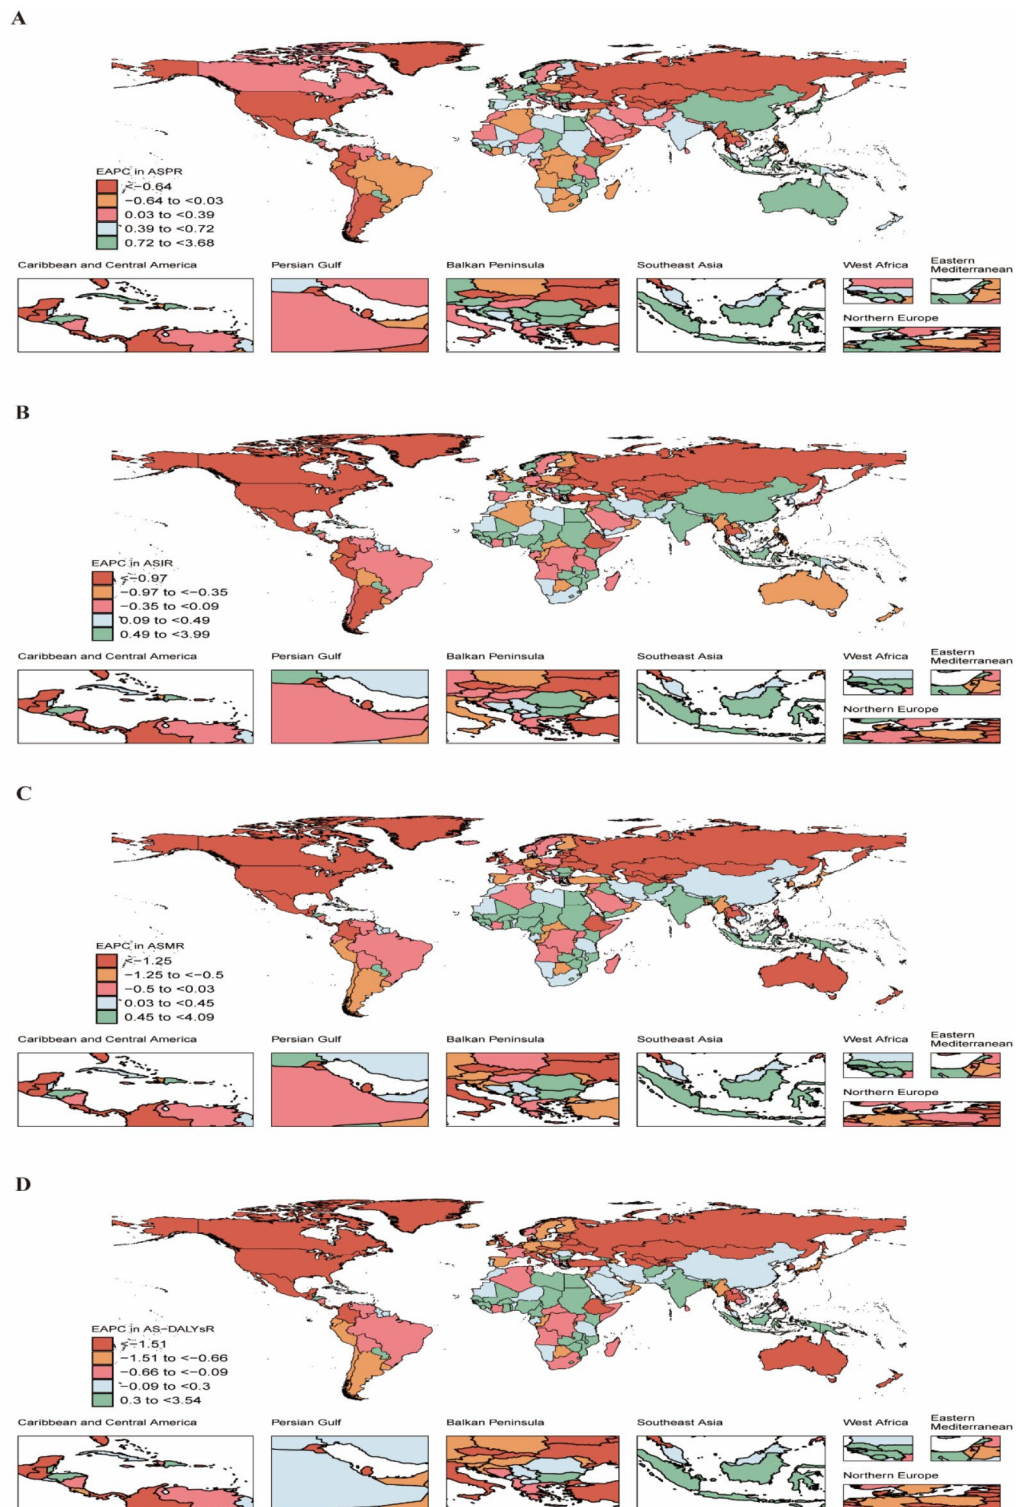 A
EAPC in ASPR
<-0.64
-0.64 to <0.03
0.03 to <0.39
0.39 to <0.72
0.72 to <3.68
Caribbean and Central America
Persian Gulf
Balkan Peninsula
Southeast Asia
West Africa
Eastern
Mediterranean
Northern Europe
B
EAPC in ASIR
<-0.97
-0.97 to <-0.35
-0.35 to <0.09
0.09 to <0.49
0.49 to <3.99
Caribbean and Central America
Persian Gulf
Balkan Peninsula
Southeast Asia
West Africa
Eastern
Mediterranean
Northern Europe
C
EAPC in ASMR
<-1.25
-1.25 to <-0.5
-0.5 to <0.03
0.03 to <0.45
0.45 to <4.09
Caribbean and Central America
Persian Gulf
Balkan Peninsula
Southeast Asia
West Africa
Eastern
Mediterranean
Northern Europe
D
EAPC in AS-DALYsR
<-1.51
-1.51 to <-0.66
-0.66 to <-0.09
-0.09 to <0.3
0.3 to <3.54
Caribbean and Central America
Persian Gulf
Balkan Peninsula
Southeast Asia
West Africa
Eastern
Mediterranean
Northern Europe